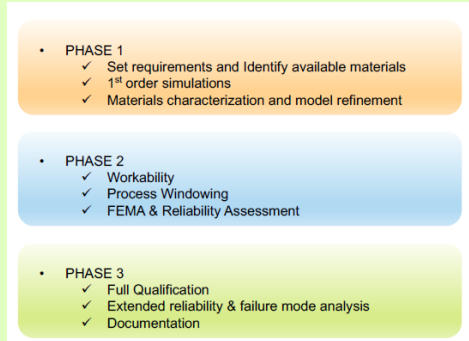 • PHASE 1
✓ Set requirements and Identify available materials
✓ 1st order simulations
✓ Materials characterization and model refinement
• PHASE 2
✓ Workability
✓ Process Windowing
✓ FEMA & Reliability Assessment
• PHASE 3
✓ Full Qualification
✓ Extended reliability & failure mode analysis
✓ Documentation